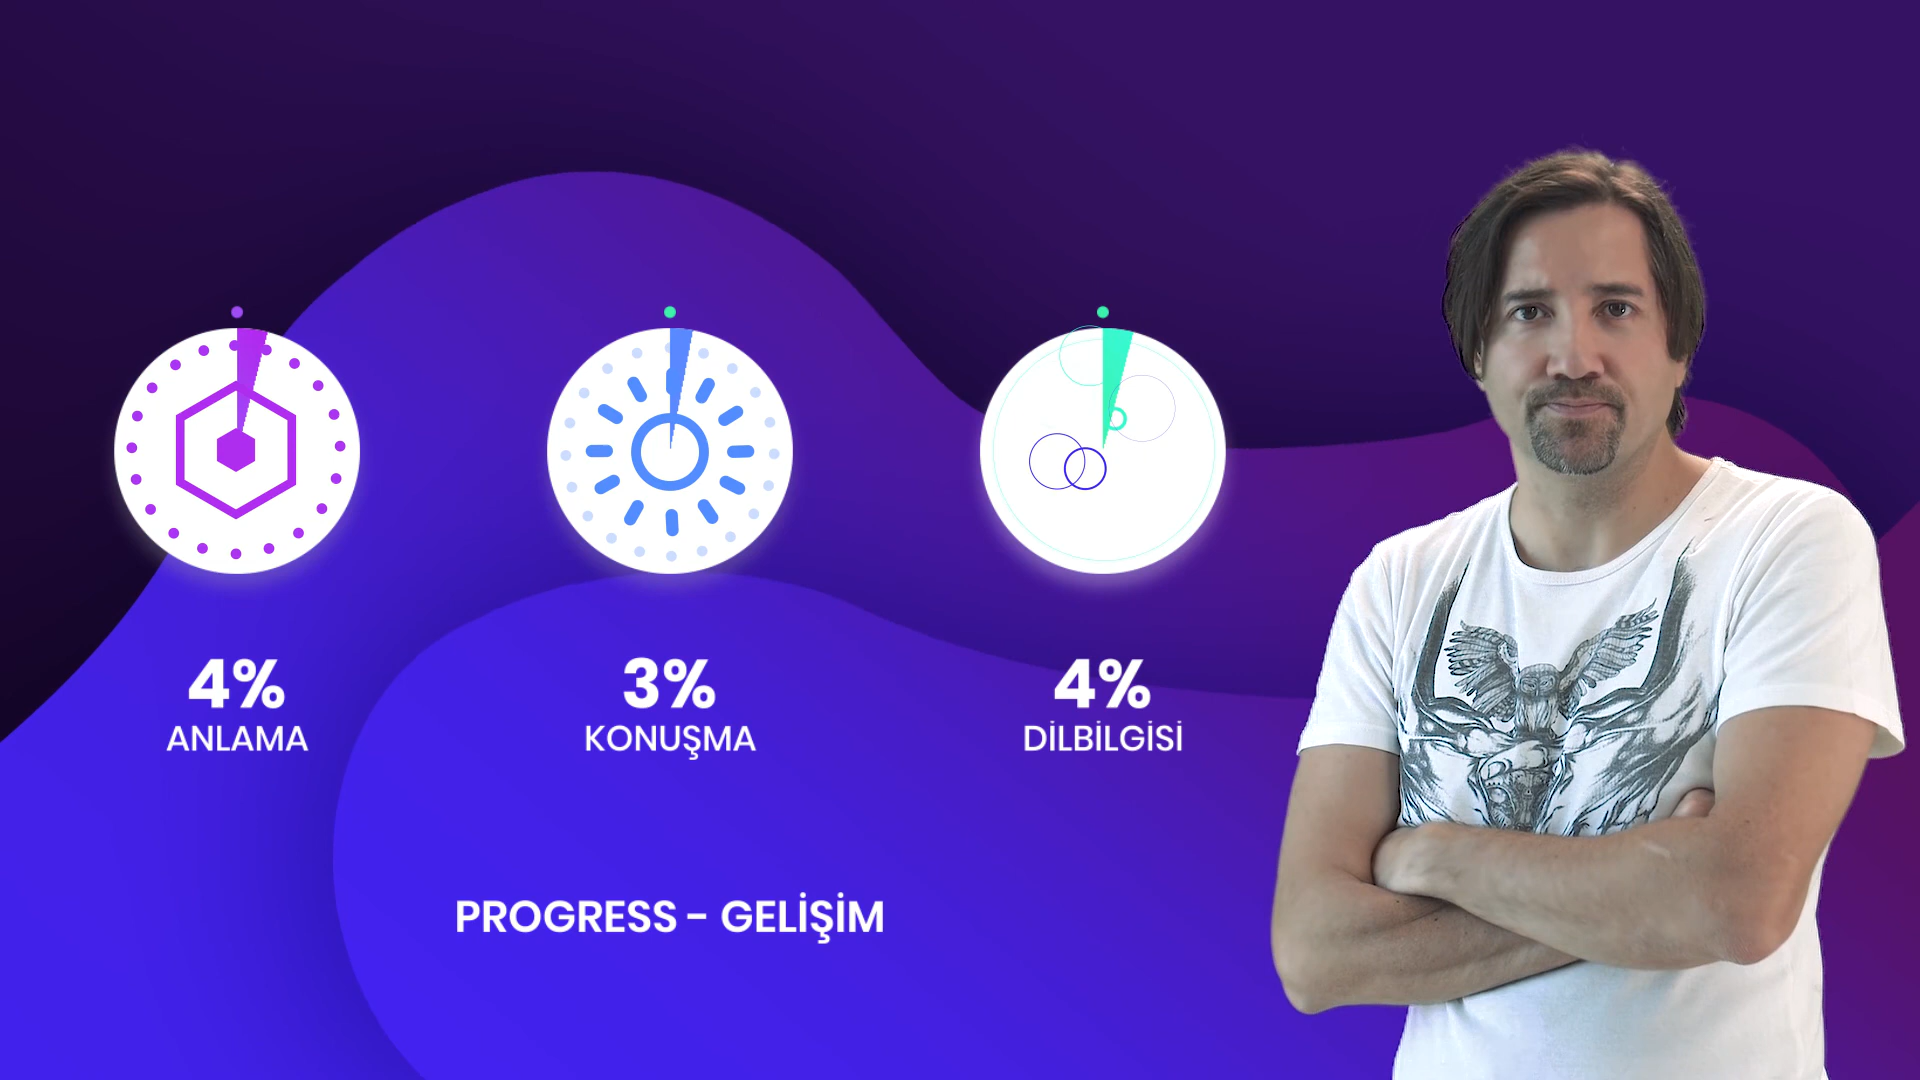 4%
ANLAMA
3%
KONUŞMA
4%
DİLBİLGİSİ
PROGRESS - GELİŞİM